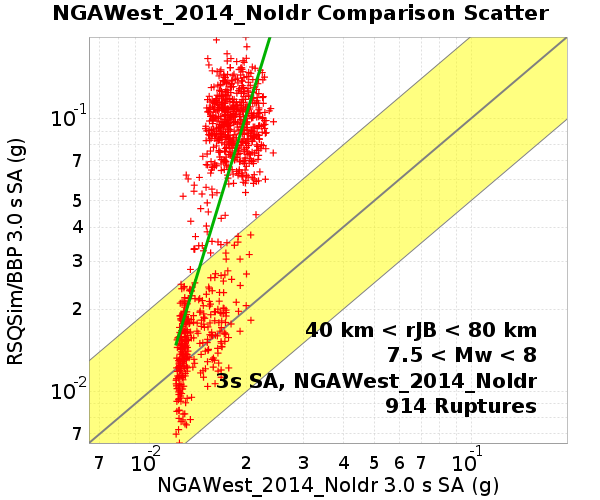 NGAWest_2014_NoIdr Comparison Scatter
RSQSim/BBP 3.0 s SA (g)
10-1
7
5
4
3
2
10-2
7
40 km < rJB < 80 km
7.5 < Mw < 8
3s SA, NGAWest_2014_NoIdr
914 Ruptures
7 10-2 2 3 4 5 6 7 10-1
NGAWest_2014_NoIdr 3.0 s SA (g)